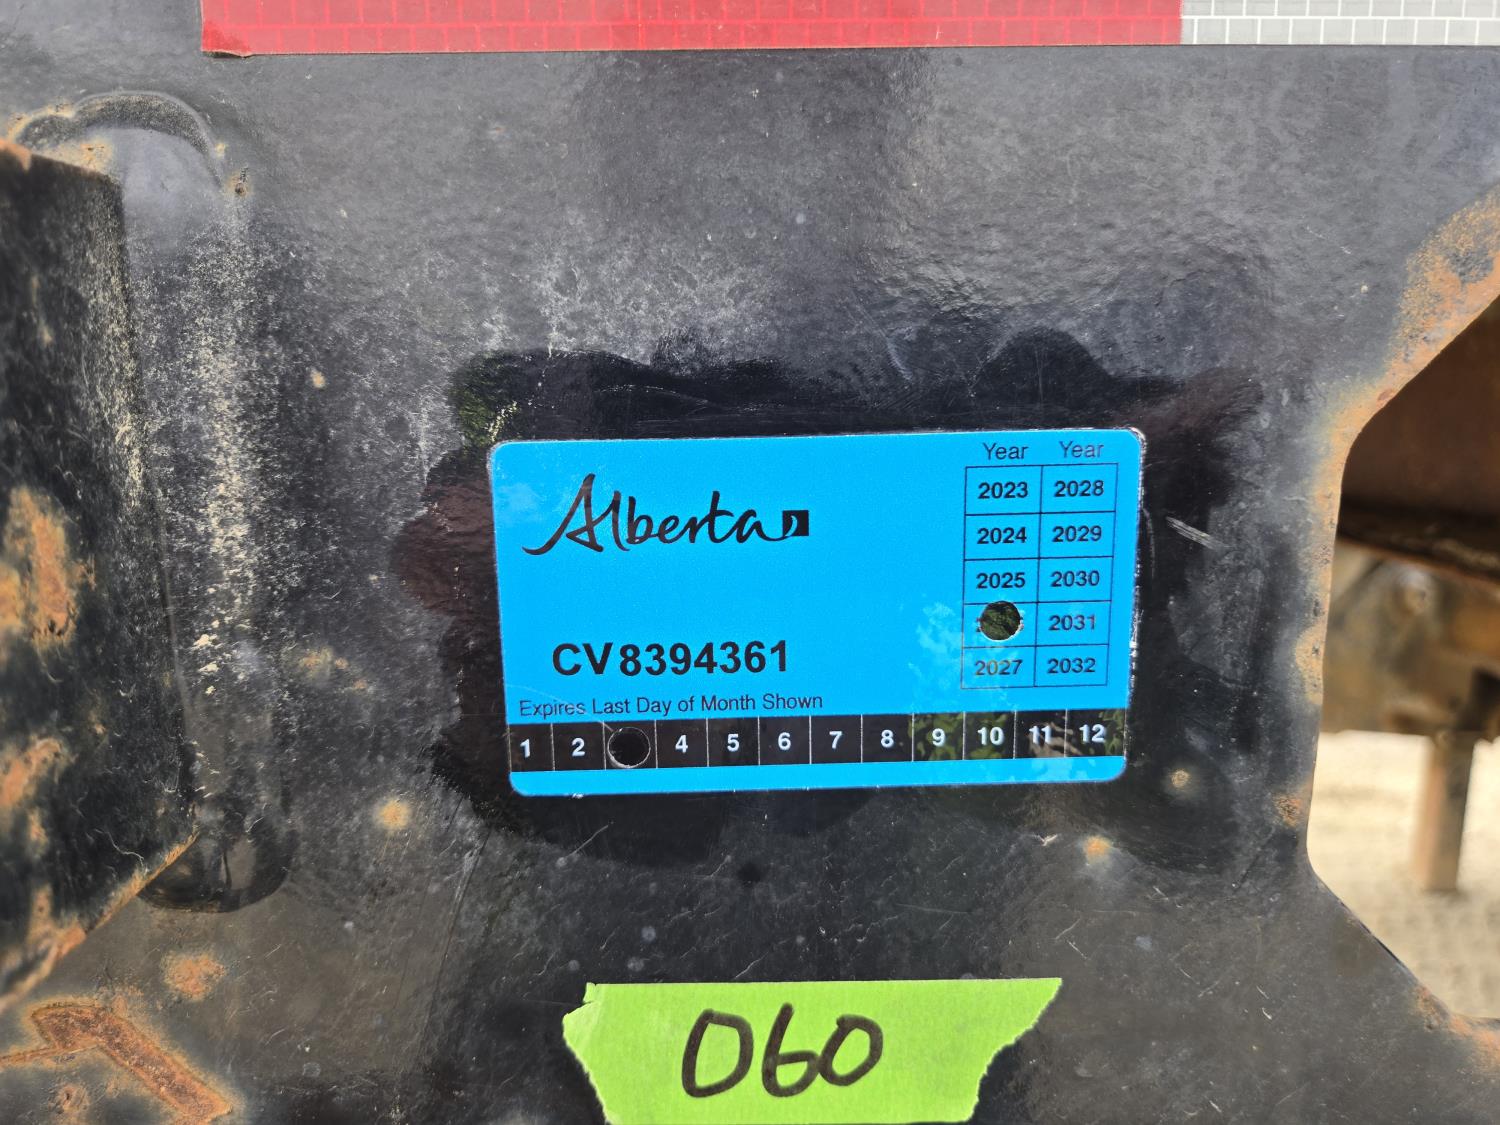 Year Year
2023 2028
Alberta
2024 2029
2025 2030
2031
CV8394361
2027 2032
Expires Last Day of Month Shown
1 2 4 5 6 7 8 9 10 11 12
060